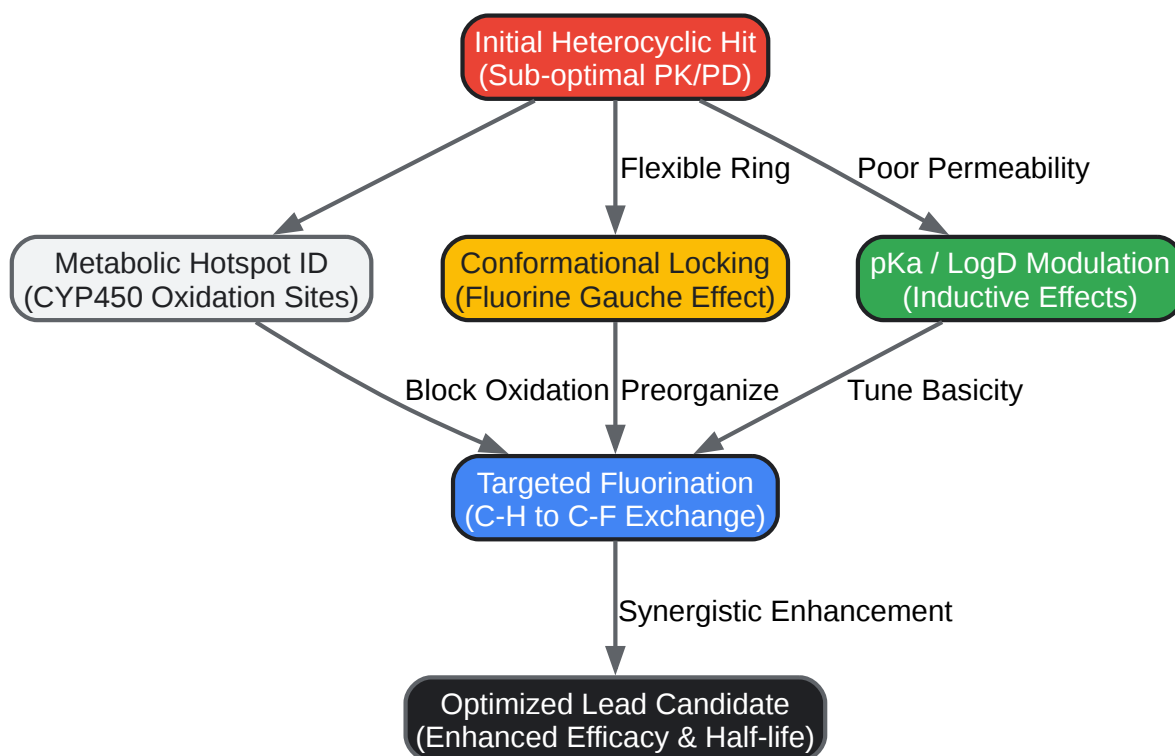 Initial Heterocyclic Hit
(Sub-optimal PK/PD)
Flexible Ring
Poor Permeability
Metabolic Hotspot ID
(CYP450 Oxidation Sites)
Conformational Locking
(Fluorine Gauche Effect)
pKa / LogD Modulation
(Inductive Effects)
Block Oxidation
Preorganize
Tune Basicity
Targeted Fluorination
(C-H to C-F Exchange)
Synergistic Enhancement
Optimized Lead Candidate
(Enhanced Efficacy & Half-life)